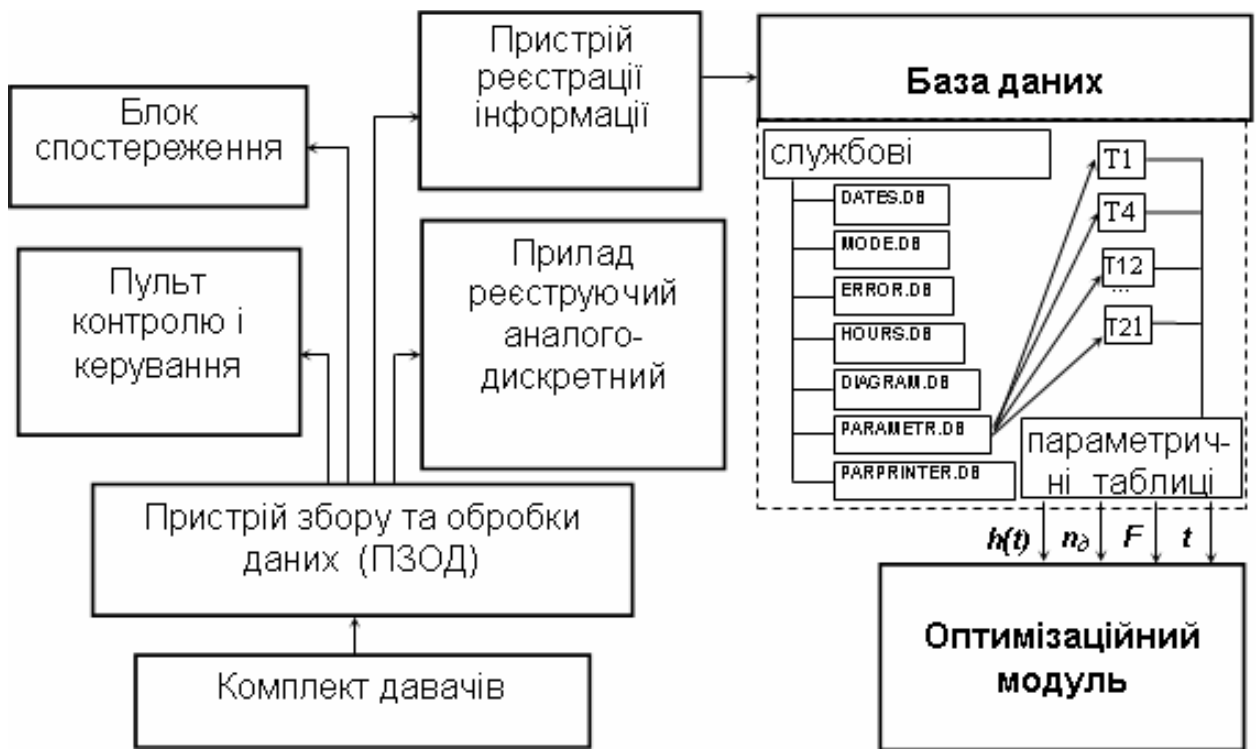 Пристрій
реєстрації
інформації
База даних
Блок
спостереження
службові
DATES.DB
MODE.DB
ERROR.DB
HOURS.DB
DIAGRAM.DB
PARAMETR.DB
PARPRINTER.DB
T1
T4
T12
...
T21
параметрич-
ні таблиці
Пульт
контролю і
керування
Прилад
реєструючий
аналого-
дискретний
Пристрій збору та обробки
даних (ПЗОД)
Комплект давачів
h(t) n∂ F t
Оптимізаційний
модуль